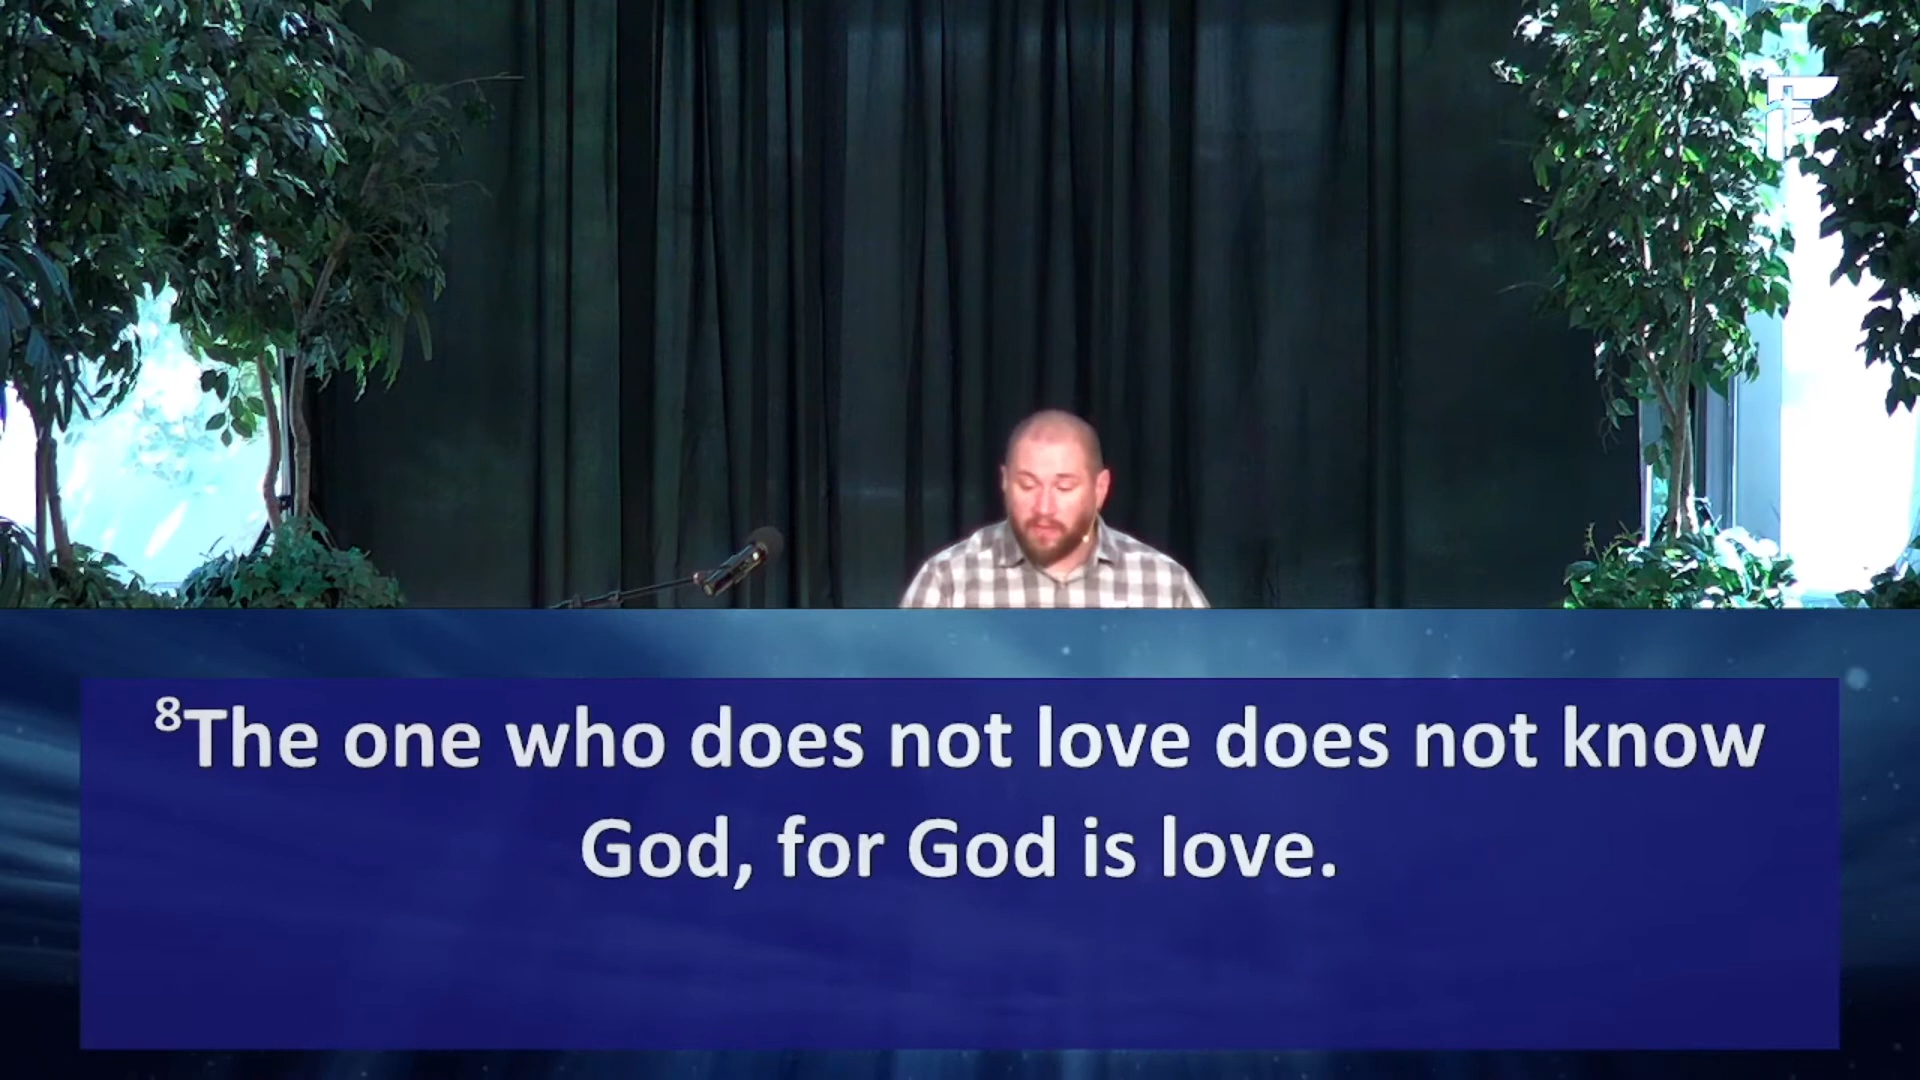 ⁸The one who does not love does not know
God, for God is love.